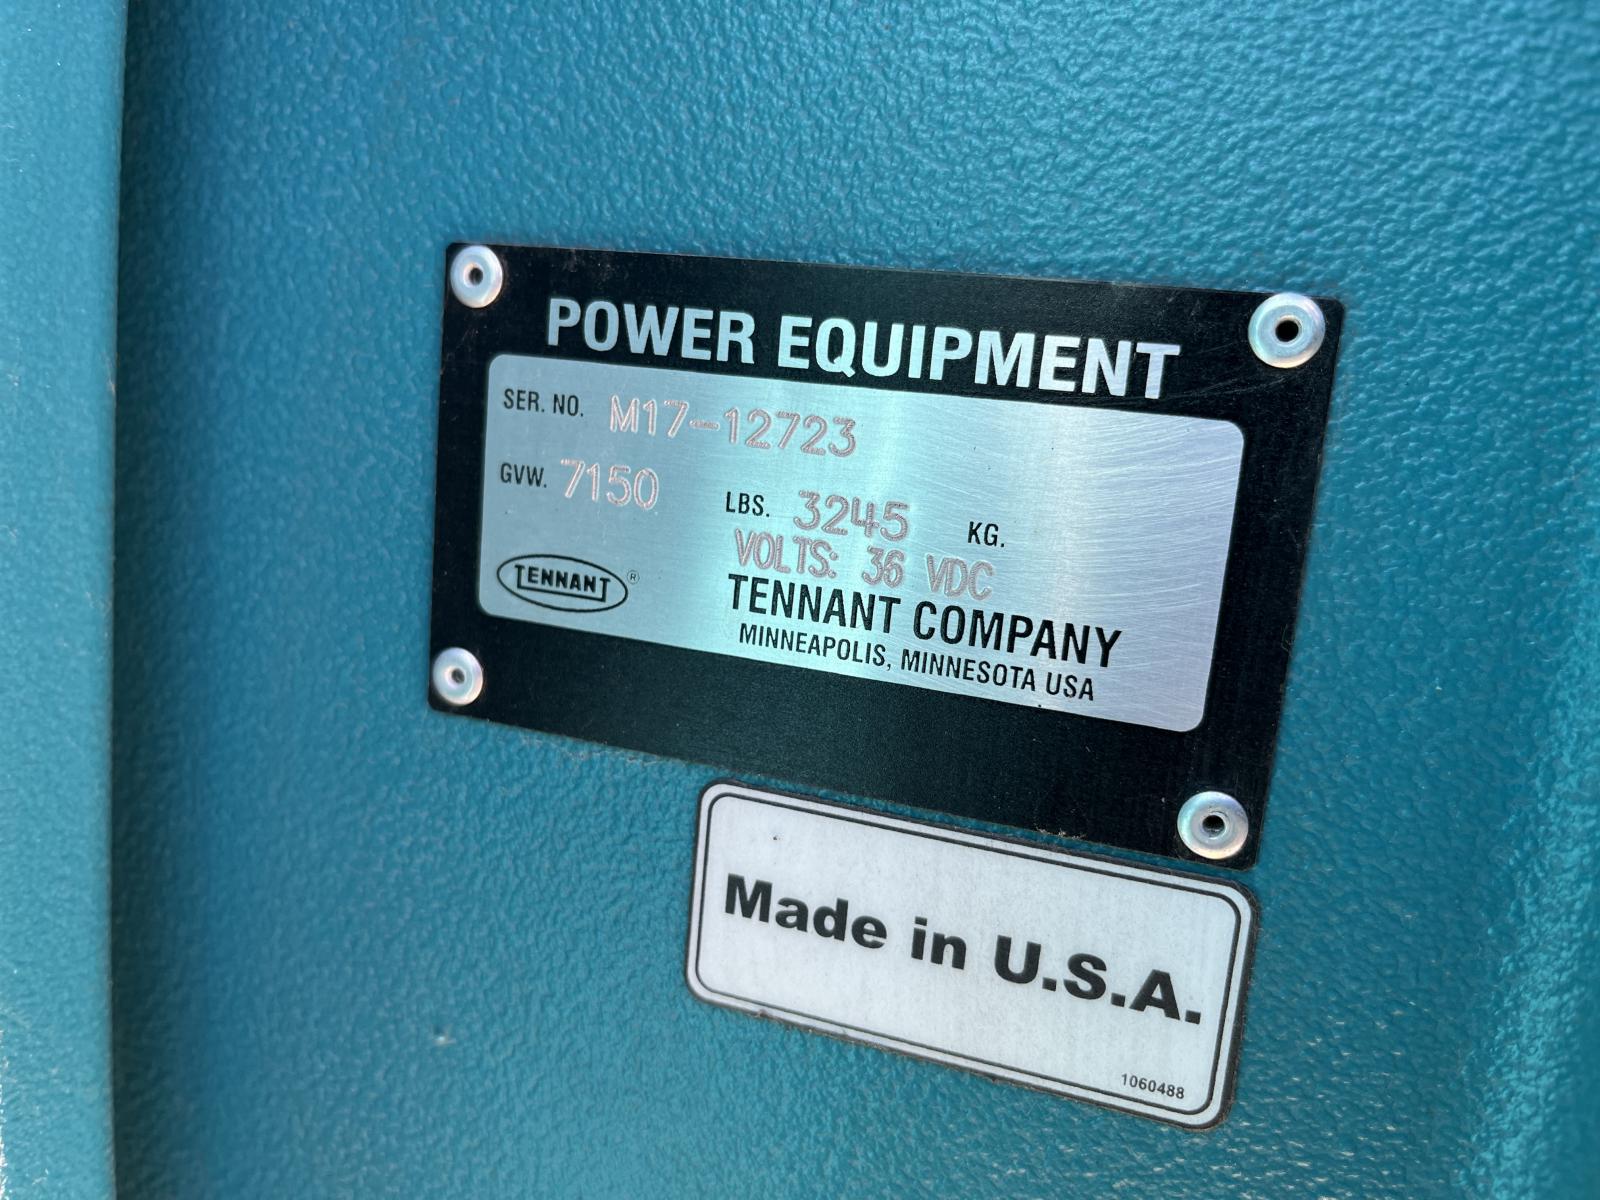 POWER EQUIPMENT
SER. NO. M17-12723
GVW. 7150 LBS. 3245 KG.
VOLTS: 36 VDC
TENNANT ®
TENNANT COMPANY
MINNEAPOLIS, MINNESOTA USA
Made in U.S.A.
1060488